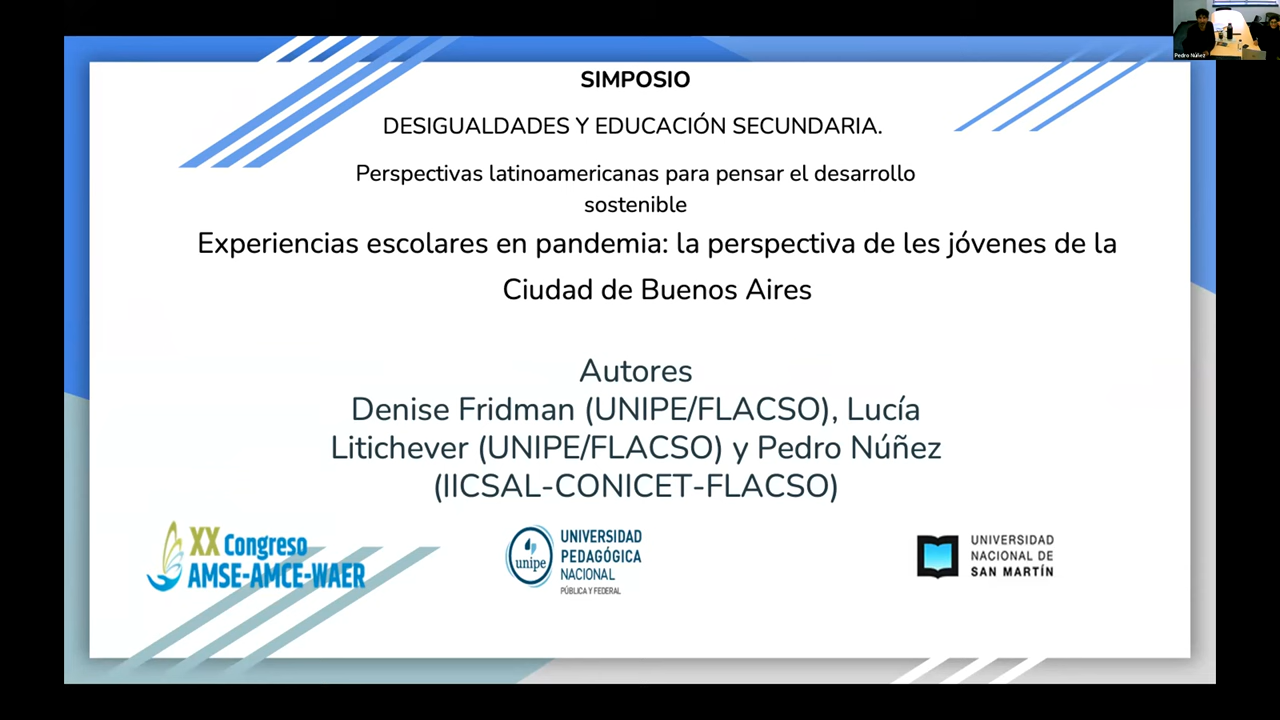 Pedro Núñez
SIMPOSIO
DESIGUALDADES Y EDUCACIÓN SECUNDARIA.
Perspectivas latinoamericanas para pensar el desarrollo
sostenible
Experiencias escolares en pandemia: la perspectiva de les jóvenes de la
Ciudad de Buenos Aires
Autores
Denise Fridman (UNIPE/FLACSO), Lucía
Litichever (UNIPE/FLACSO) y Pedro Núñez
(IICSAL-CONICET-FLACSO)
XX Congreso
AMSE-AMCE-WAER
unipe
UNIVERSIDAD
PEDAGÓGICA
NACIONAL
PÚBLICA Y FEDERAL
UNIVERSIDAD
NACIONAL DE
SAN MARTÍN